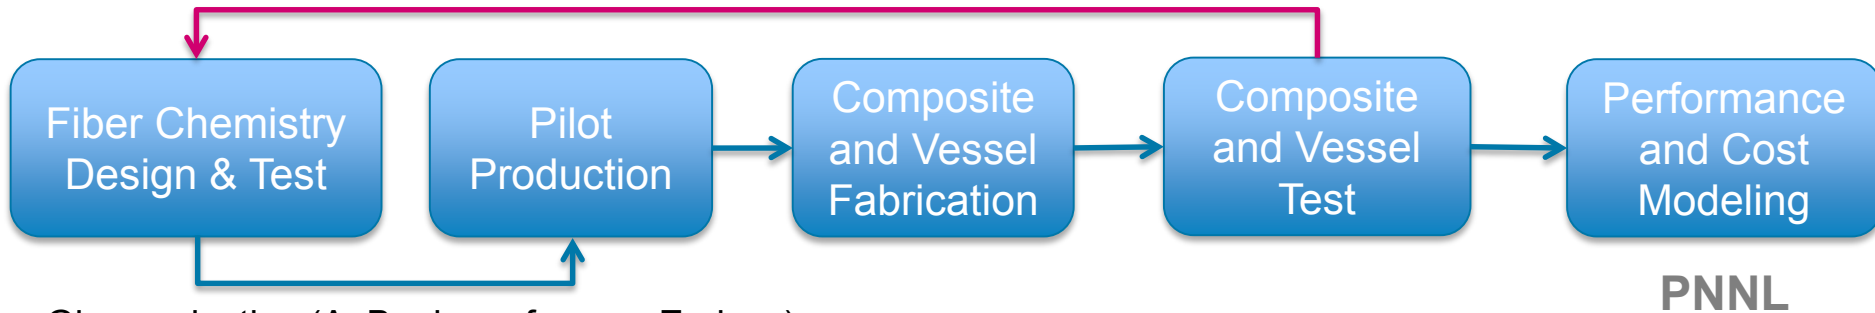 Fiber Chemistry
Design & Test
Pilot
Production
Composite
and Vessel
Fabrication
Composite
and Vessel
Test
Performance
and Cost
Modeling
PNNL